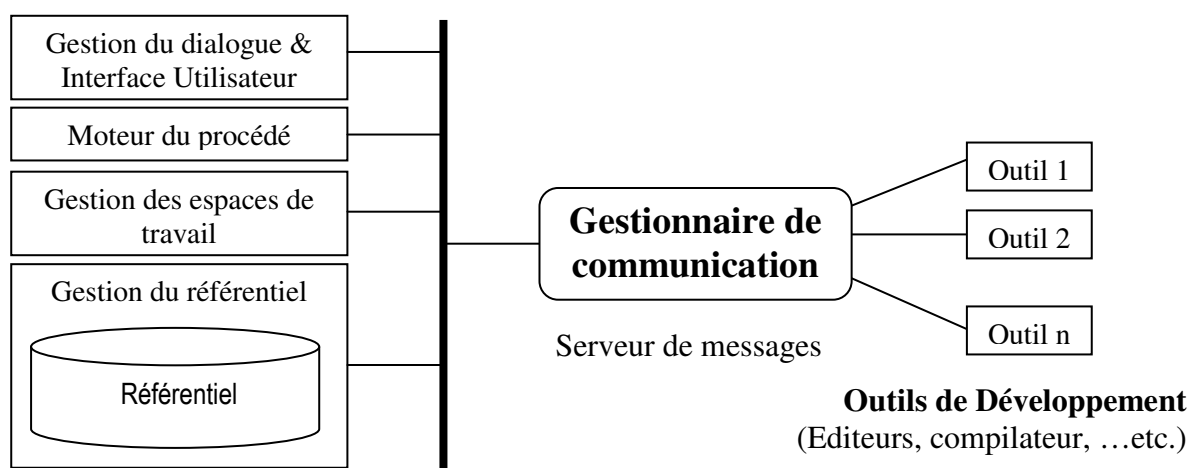 Gestion du dialogue &
Interface Utilisateur
Moteur du procédé
Gestion des espaces de
travail
Gestion du référentiel
Référentiel
Gestionnaire de
communication
Serveur de messages
Outil 1
Outil 2
Outil n
Outils de Développement
(Editeurs, compilateur, …etc.)